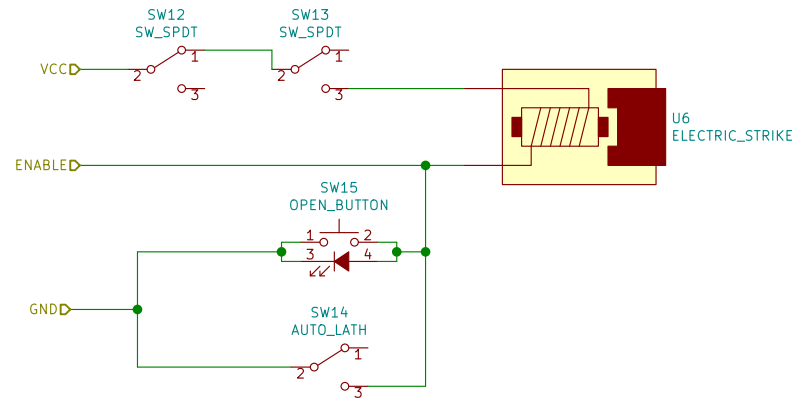 SW12
SW_SPDT
SW13
SW_SPDT
VCC
2
1
3
2
1
3
U6
ELECTRIC_STRIKE
ENABLE
SW15
OPEN_BUTTON
1
2
3
4
GND
SW14
AUTO_LATH
2
1
3